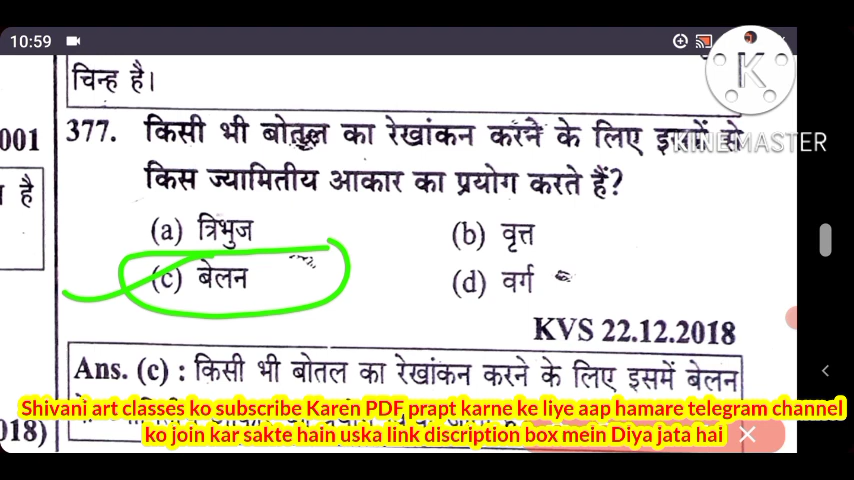 10:59
चिन्ह है।
001
377. किसी भी बोतल का रेखांकन करने के लिए इनमें से
K
KINEMASTER
है
किस ज्यामितीय आकार का प्रयोग करते हैं?
(a) त्रिभुज (b) वृत्त
(c) बेलन (d) वर्ग
KVS 22.12.2018
Ans. (c) : किसी भी बोतल का रेखांकन करने के लिए इसमें बेलन
Shivani art classes ko subscribe Karen PDF prapt karne ke liye aap hamare telegram channel
018)
ko join kar sakte hain uska link discription box mein Diya jata hai